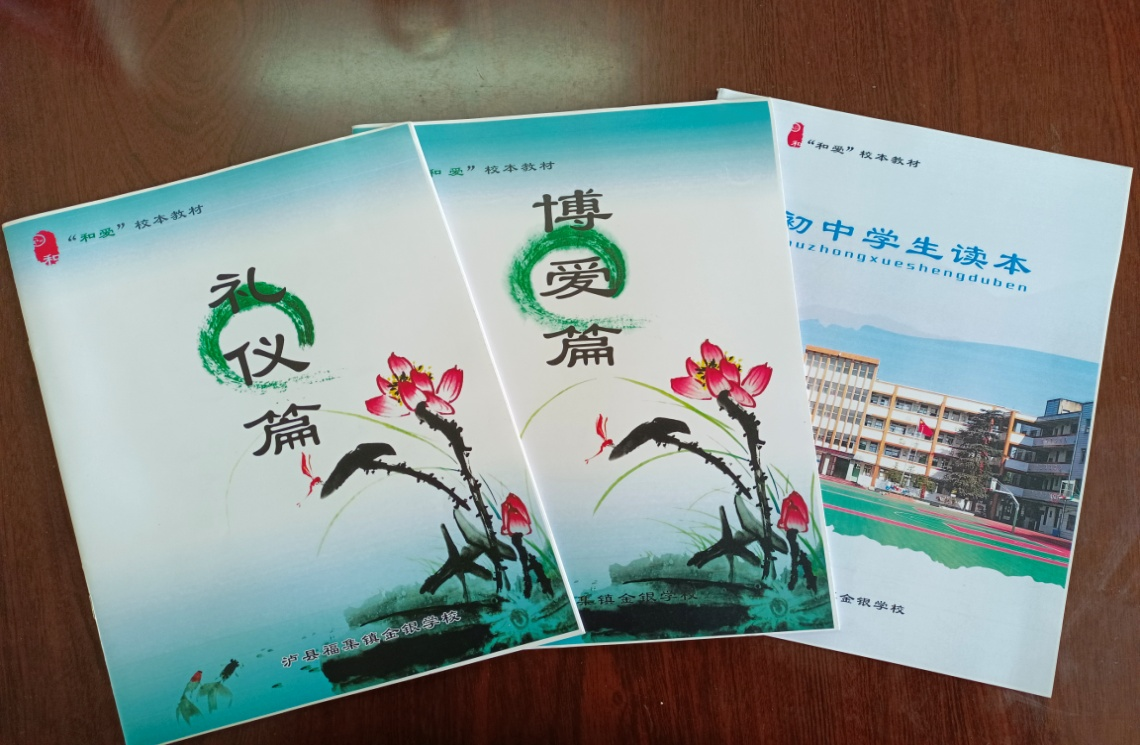 和
“和爱”校本教材
礼仪篇
泸县福集镇金银学校
和爱”校本教材
博爱篇
集镇金银学校
和
“和爱”校本教材
初中学生读本
uzhongxueshengduben
金银学校